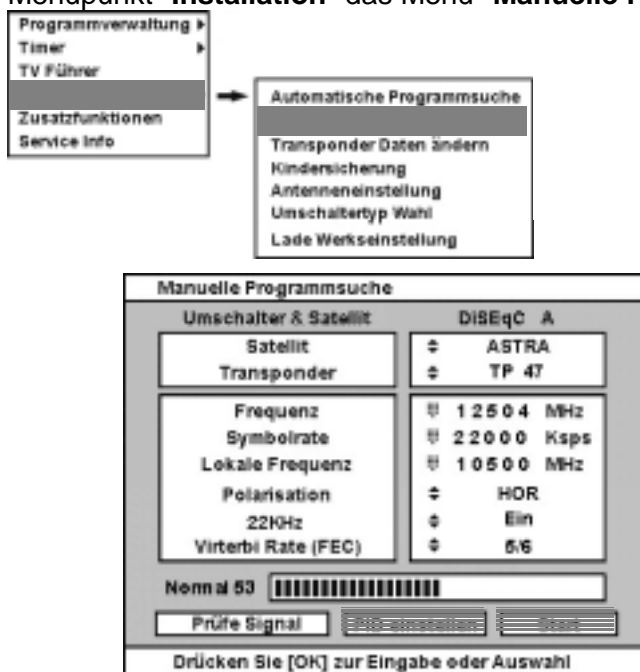 Menüpunkt "Installation" das Menü "Manuelle
Programmverwaltung
Timer
TV Führer
Zusatzfunktionen
Service Info
Automatische Programmsuche
Transponder Daten ändern
Kindersicherung
Antenneneinstellung
Umschaltertyp Wahl
Lade Werkseinstellung
Manuelle Programmsuche
Umschalter & Satellit DiSEqC A
Satellit ASTRA
Transponder TP 47
Frequenz 12504 MHz
Symbolrate 22000 Ksps
Lokale Frequenz 10500 MHz
Polarisation HOR
22KHz Ein
Virterbi Rate (FEC) 5/6
Normal 53
Prüfe Signal PID einstellen Start
Drücken Sie [OK] zur Eingabe oder Auswahl